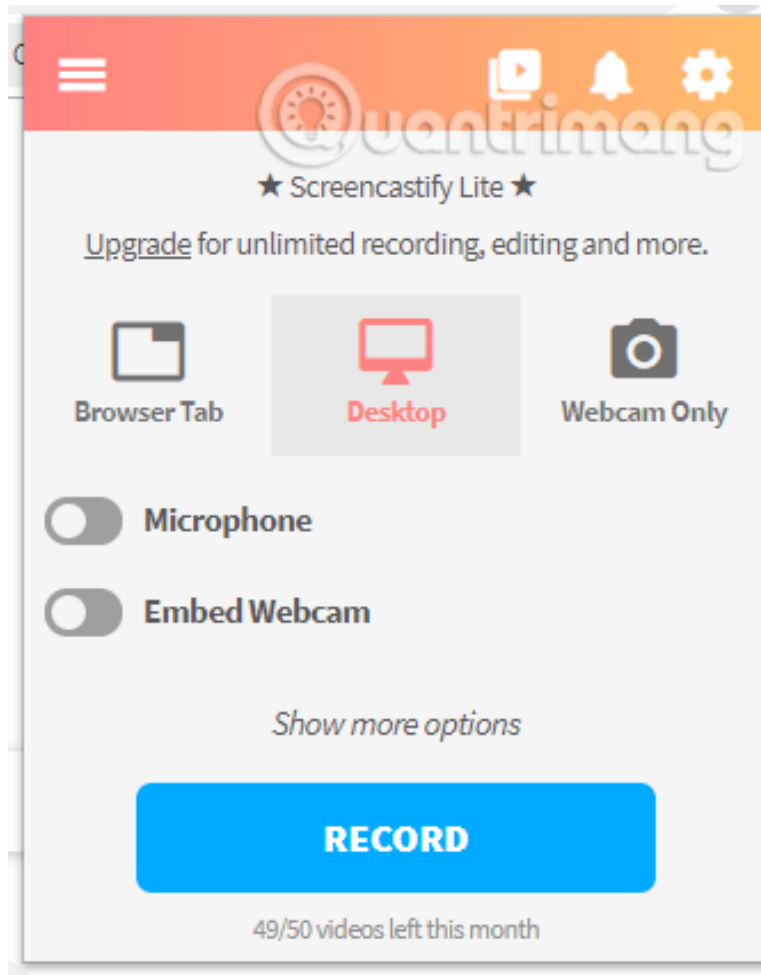 Quantrimang
★ Screencastify Lite ★
Upgrade for unlimited recording, editing and more.
Browser Tab
Desktop
Webcam Only
Microphone
Embed Webcam
Show more options
RECORD
49/50 videos left this month